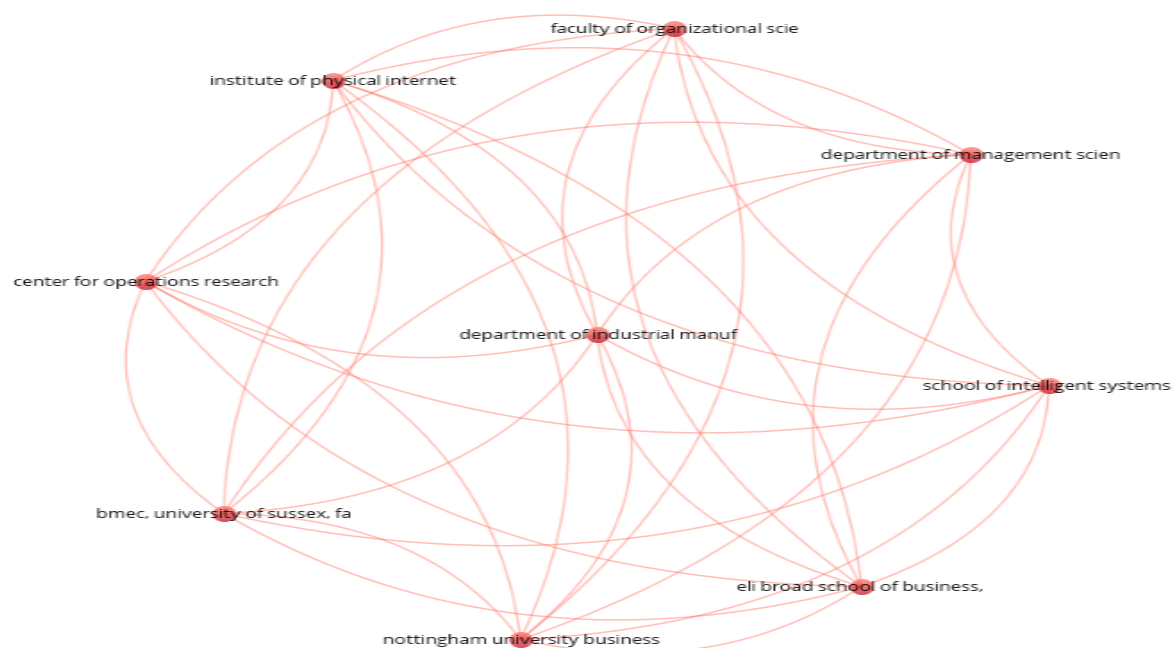 faculty of organizational scie
institute of physical internet
department of management scien
center for operations research
department of industrial manuf
school of intelligent systems
bmec, university of sussex, fa
eli broad school of business,
nottingham university business